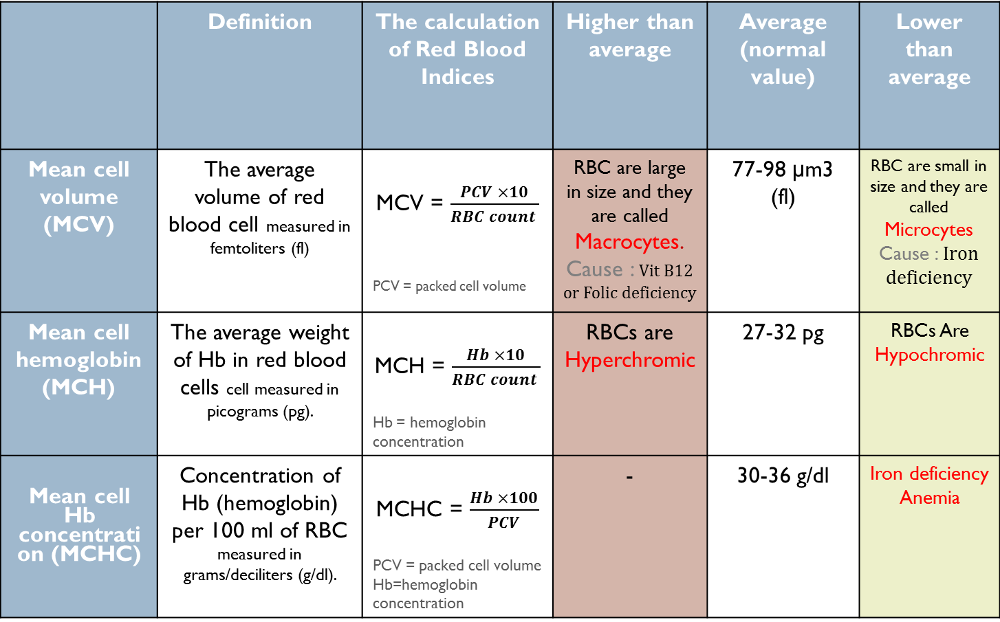 Definition
The calculation
of Red Blood
Indices
Higher than
average
Average
(normal
value)
Lower
than
average
Mean cell
volume
(MCV)
The average
volume of red
blood cell measured in
femtoliters (fl)
MCV = PCV ×10 / RBC count
PCV = packed cell volume
RBC are large
in size and they
are called
Macrocytes.
Cause : Vit B12
or Folic deficiency
77-98 µm3
(fl)
RBC are small in
size and they are
called
Microcytes
Cause : Iron
deficiency
Mean cell
hemoglobin
(MCH)
The average weight
of Hb in red blood
cells cell measured in
picograms (pg).
MCH = Hb ×10 / RBC count
Hb = hemoglobin
concentration
RBCs are
Hyperchromic
27-32 pg
RBCs Are
Hypochromic
Mean cell
Hb
concentrati
on (MCHC)
Concentration of
Hb (hemoglobin)
per 100 ml of RBC
measured in
grams/deciliters (g/dl).
MCHC = Hb ×100 / PCV
PCV = packed cell volume
Hb=hemoglobin
concentration
-
30-36 g/dl
Iron deficiency
Anemia